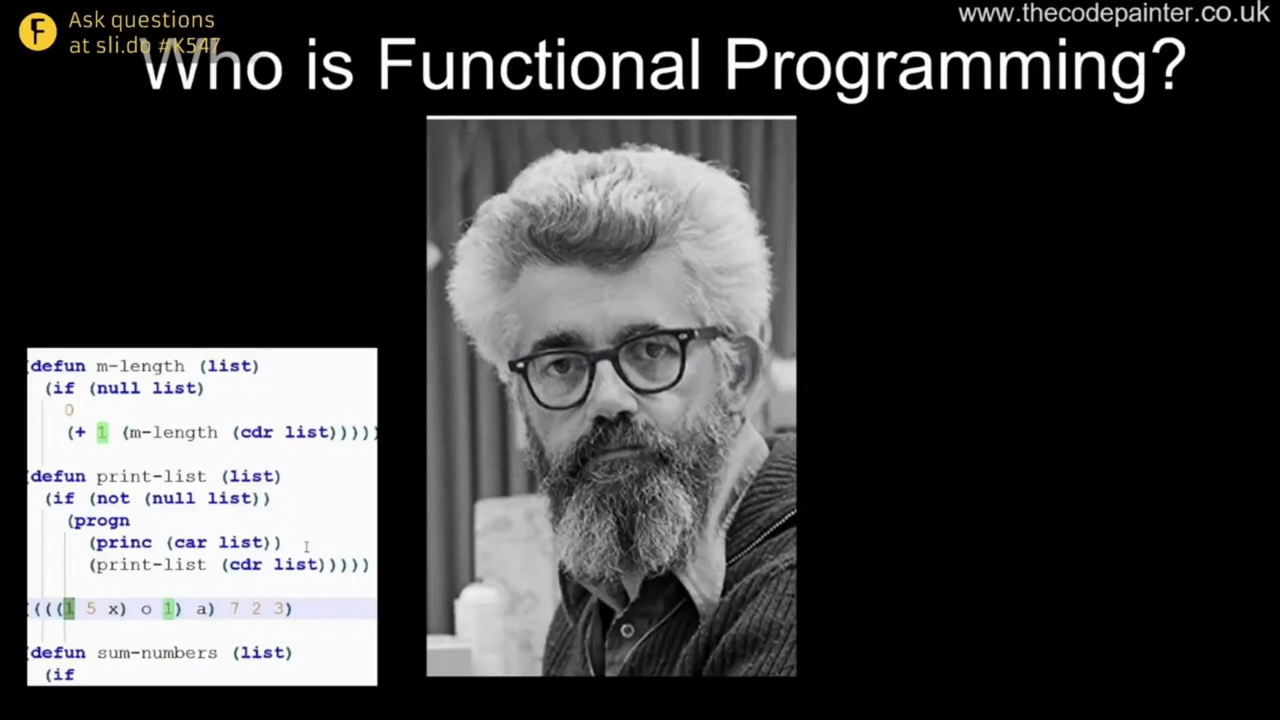 Ask questions
at sli.do #K547
www.thecodepainter.co.uk
Who is Functional Programming?
(defun m-length (list)
(if (null list)
0
(+ 1 (m-length (cdr list)))))
(defun print-list (list)
(if (not (null list))
(progn
(princ (car list))
(print-list (cdr list)))))
((((1 5 x) o 1) a) 7 2 3)
(defun sum-numbers (list)
(if